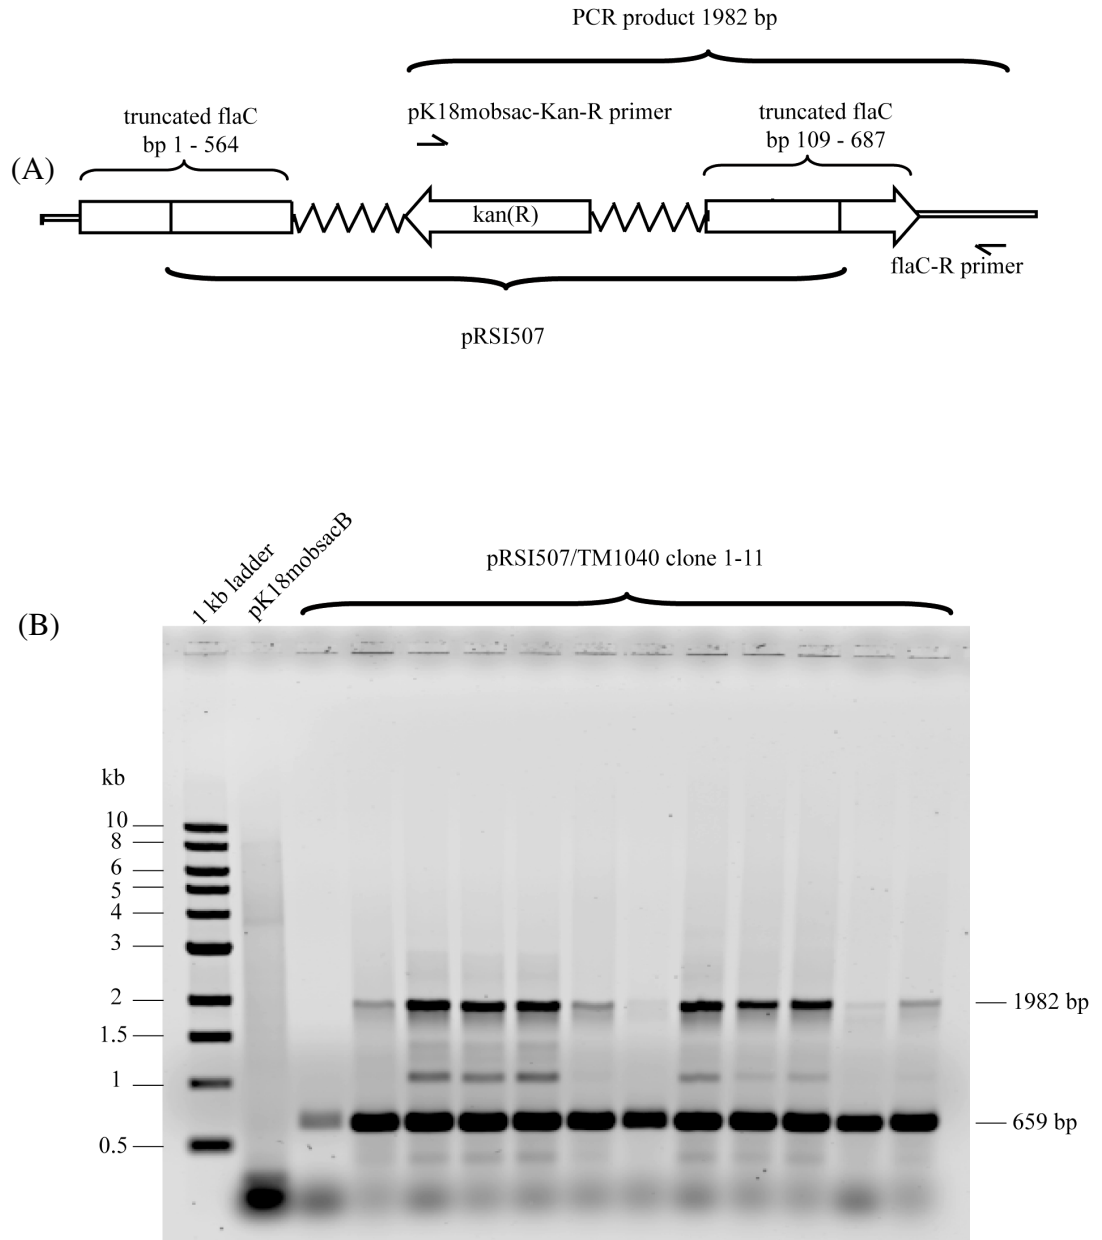 PCR product 1982 bp
pK18mobsac-Kan-R primer
truncated flaC
bp 1 - 564
truncated flaC
bp 109 - 687
(A)
kan(R)
flaC-R primer
pRSI507
1 kb ladder
pK18mobsacB
pRSI507/TM1040 clone 1-11
(B)
kb
10
8
6
5
4
3
2
1982 bp
1.5
1
659 bp
0.5